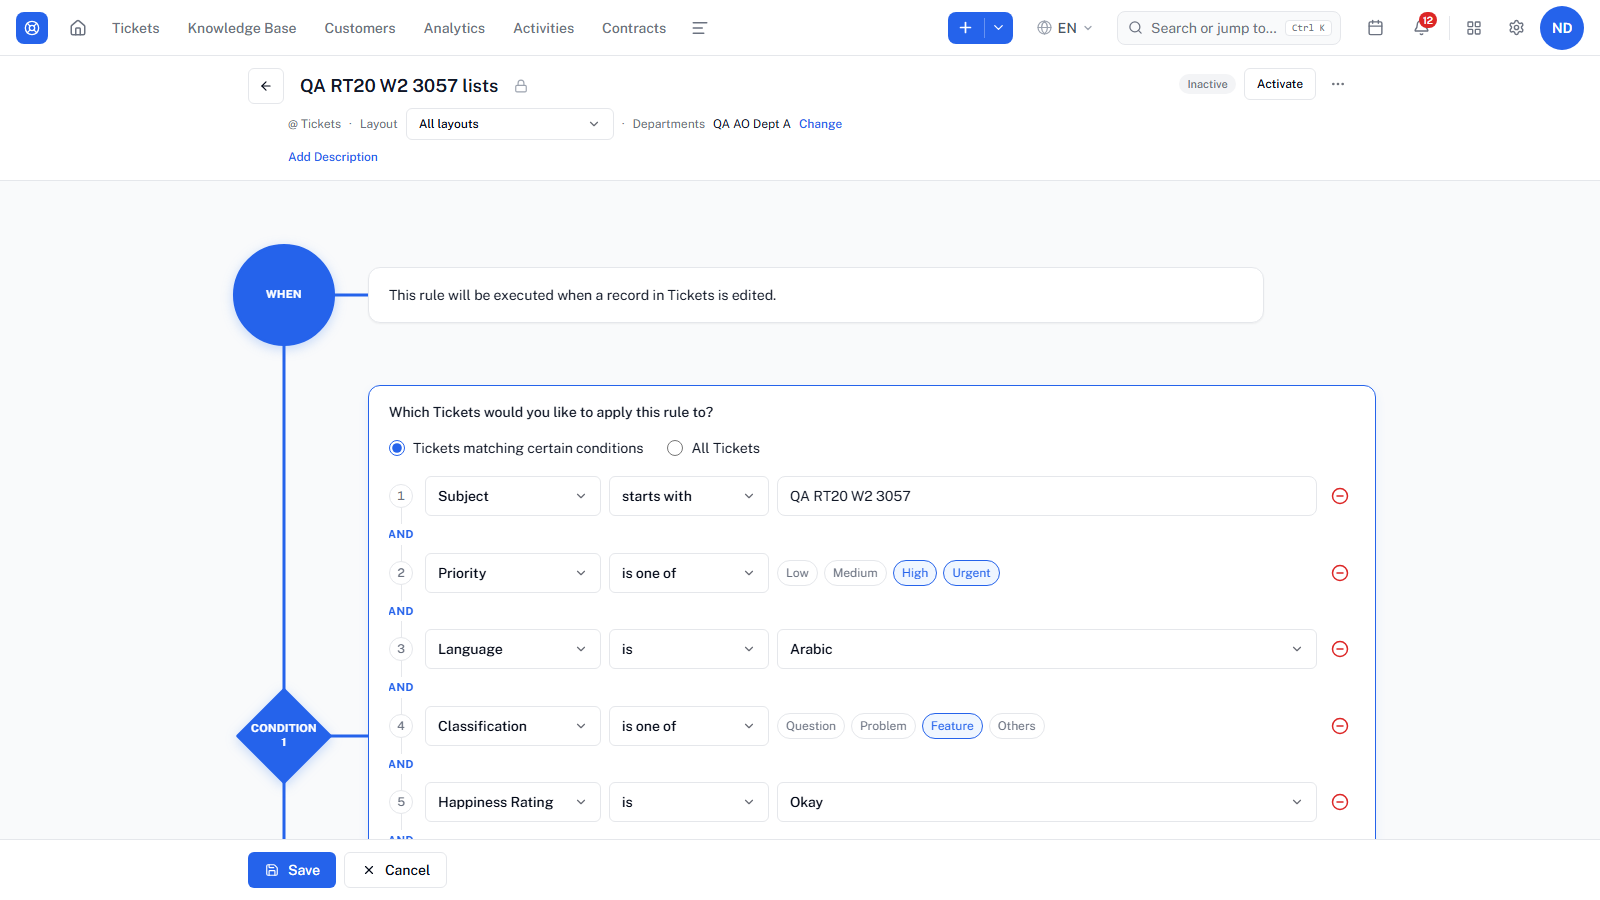 Tickets Knowledge Base Customers Analytics Activities Contracts EN Search or jump to... Ctrl K 12 ND
QA RT20 W2 3057 lists Inactive Activate
@ Tickets · Layout All layouts · Departments QA AO Dept A Change
Add Description
WHEN This rule will be executed when a record in Tickets is edited.
Which Tickets would you like to apply this rule to?
Tickets matching certain conditions All Tickets
1 Subject starts with QA RT20 W2 3057
AND
2 Priority is one of Low Medium High Urgent
AND
3 Language is Arabic
AND
CONDITION
1
4 Classification is one of Question Problem Feature Others
AND
5 Happiness Rating is Okay
AND
Save Cancel